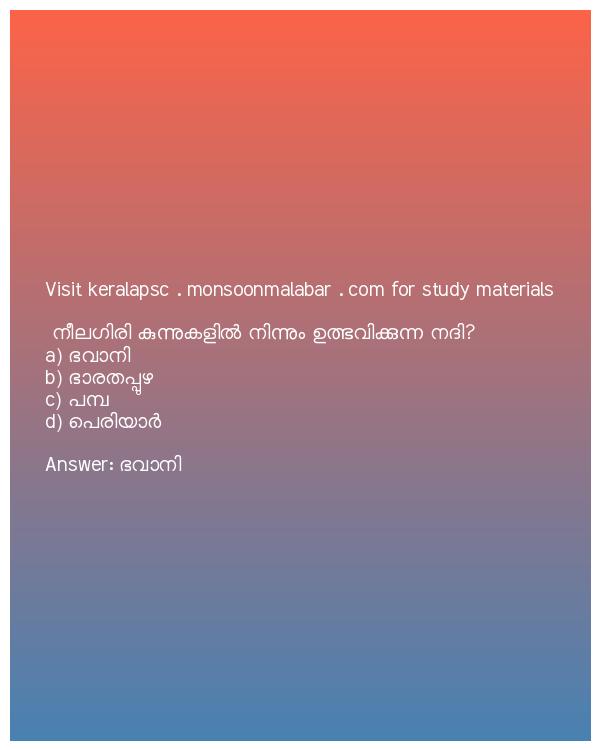 Visit keralapsc . monsoonmalabar . com for study materials
നീലഗിരി കുന്നുകളിൽ നിന്നും ഉത്ഭവിക്കുന്ന നദി?
a) ഭവാനി
b) ഭാരതപ്പുഴ
c) പമ്പ
d) പെരിയാർ
Answer: ഭവാനി